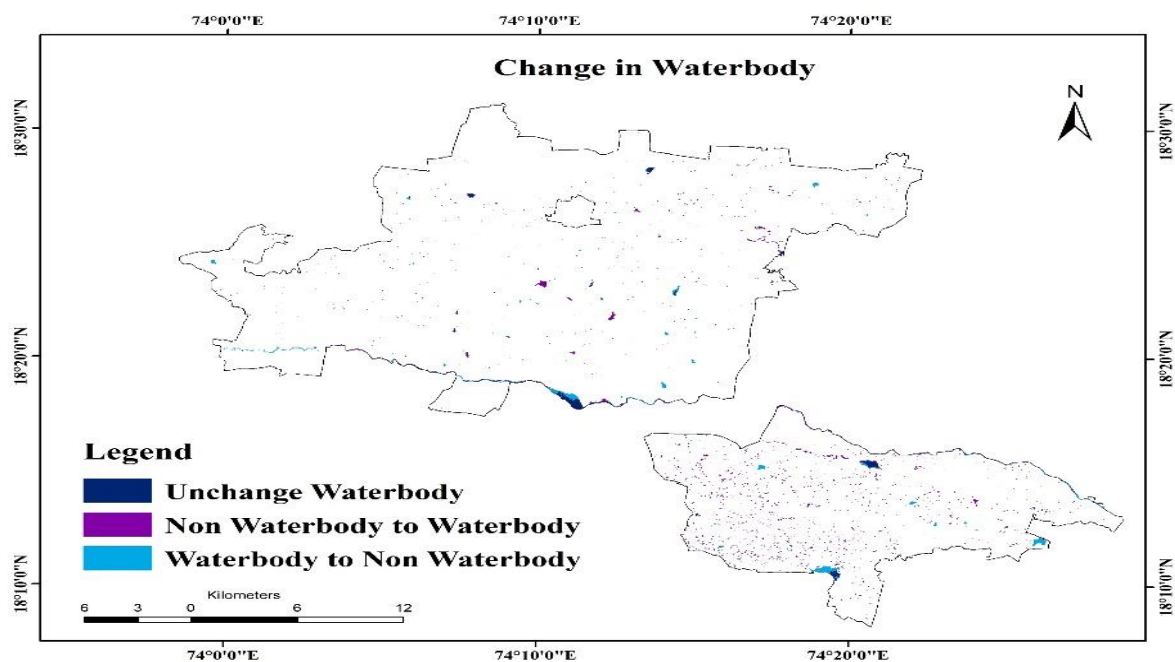 74°0'0"E 74°10'0"E 74°20'0"E
Change in Waterbody
N
18°30'0"N 18°30'0"N
18°20'0"N 18°20'0"N
Legend
Unchange Waterbody
Non Waterbody to Waterbody
Waterbody to Non Waterbody
18°10'0"N 18°10'0"N
Kilometers
6 3 0 6 12
74°0'0"E 74°10'0"E 74°20'0"E